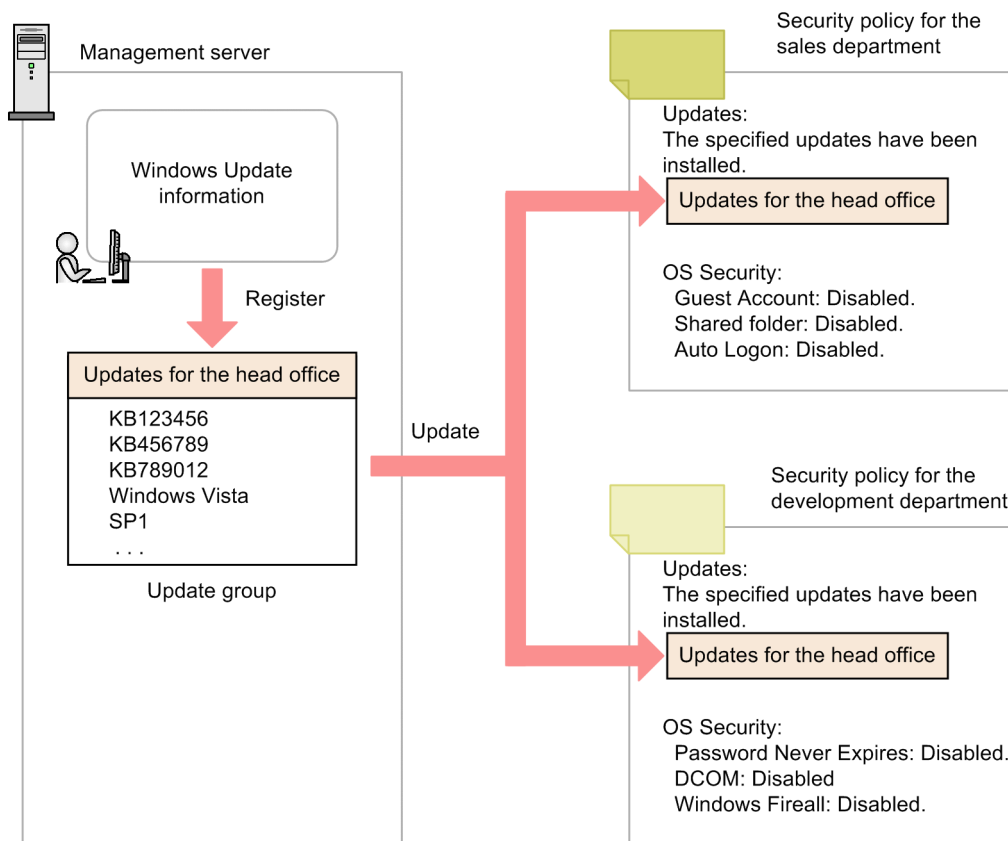 Management server
Windows Update
information
Register
Updates for the head office
KB123456
KB456789
KB789012
Windows Vista
SP1
. . .
Update group
Update
Security policy for the
sales department
Updates:
The specified updates have been
installed.
Updates for the head office
OS Security:
Guest Account: Disabled.
Shared folder: Disabled.
Auto Logon: Disabled.
Security policy for the
development department
Updates:
The specified updates have been
installed.
Updates for the head office
OS Security:
Password Never Expires: Disabled.
DCOM: Disabled
Windows Fireall: Disabled.